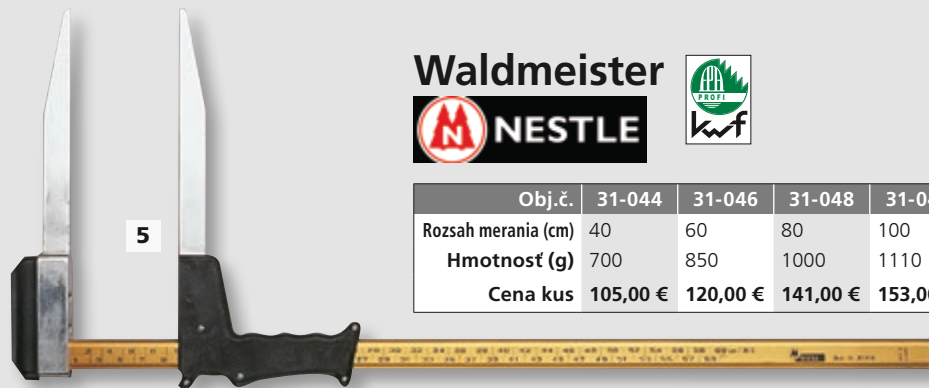 Waldmeister
NESTLE
FPA
PROFI
kwf
5
Obj.č. 31-044 31-046 31-048
Rozsah merania (cm) 40 60 80 100
Hmotnosť (g) 700 850 1000 1110
Cena kus 105,00 € 120,00 € 141,00 €